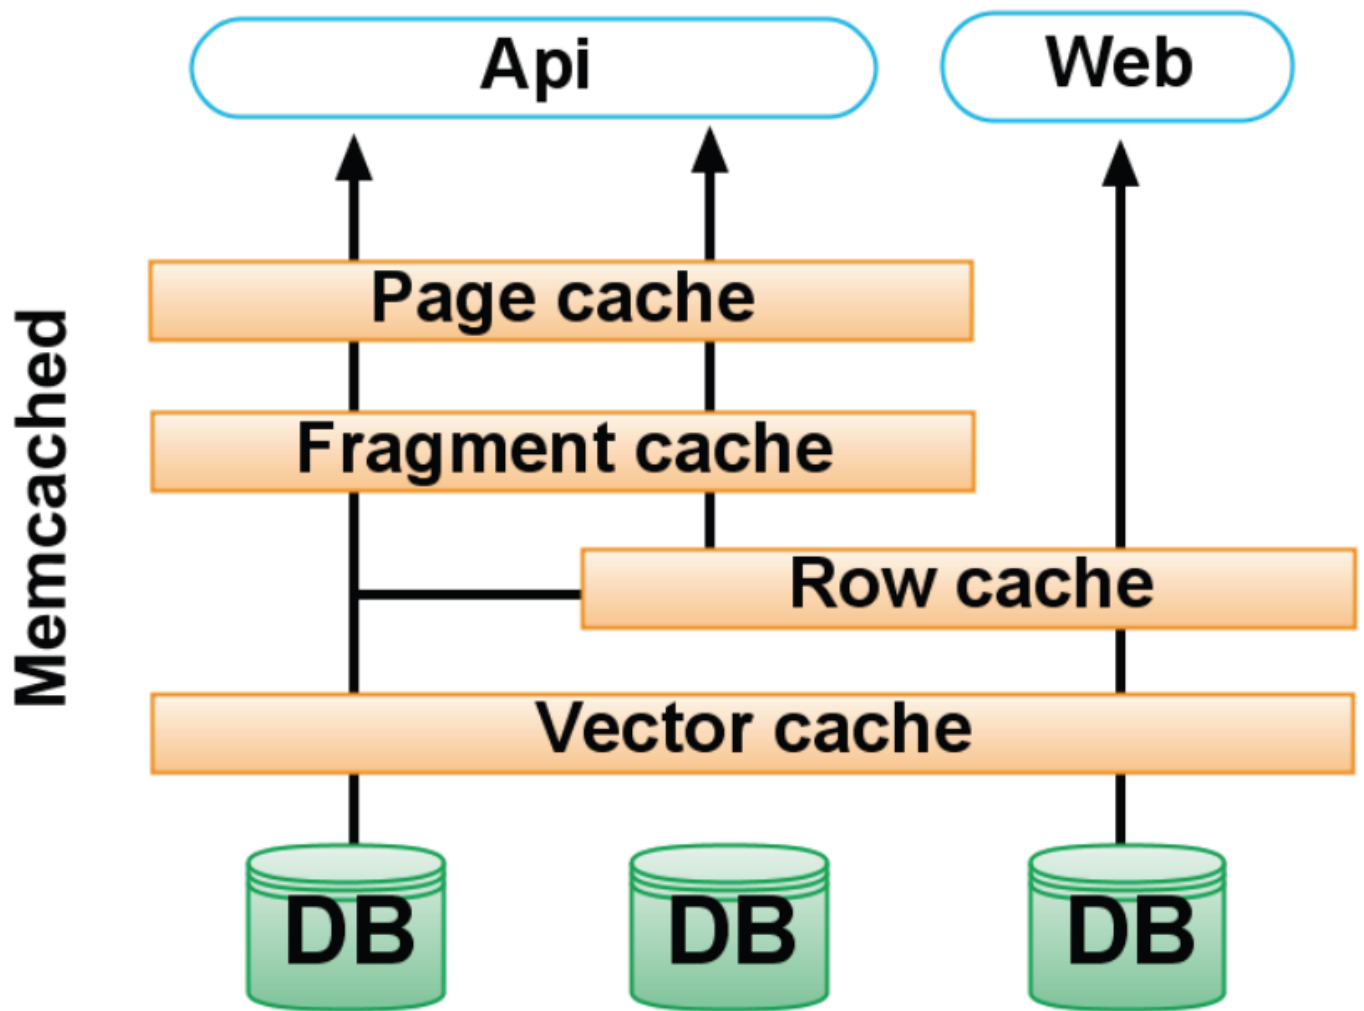 Api
Web
Memcached
Page cache
Fragment cache
Row cache
Vector cache
DB
DB
DB